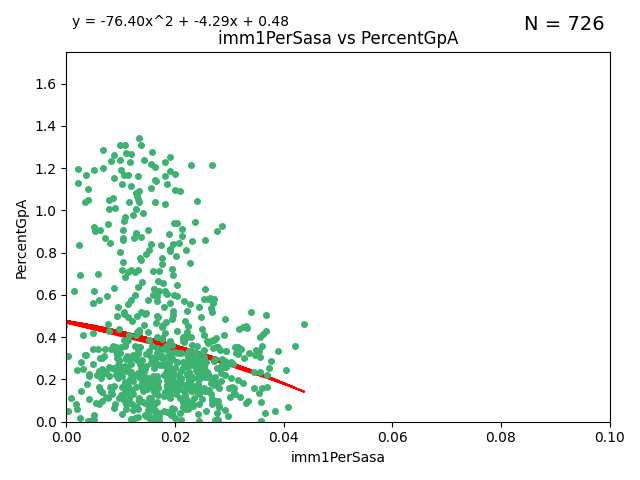 y = -76.40x^2 + -4.29x + 0.48
N = 726
imm1PerSasa vs PercentGpA
PercentGpA
1.6
1.4
1.2
1.0
0.8
0.6
0.4
0.2
0.0
0.00 0.02 0.04 0.06 0.08 0.10
imm1PerSasa